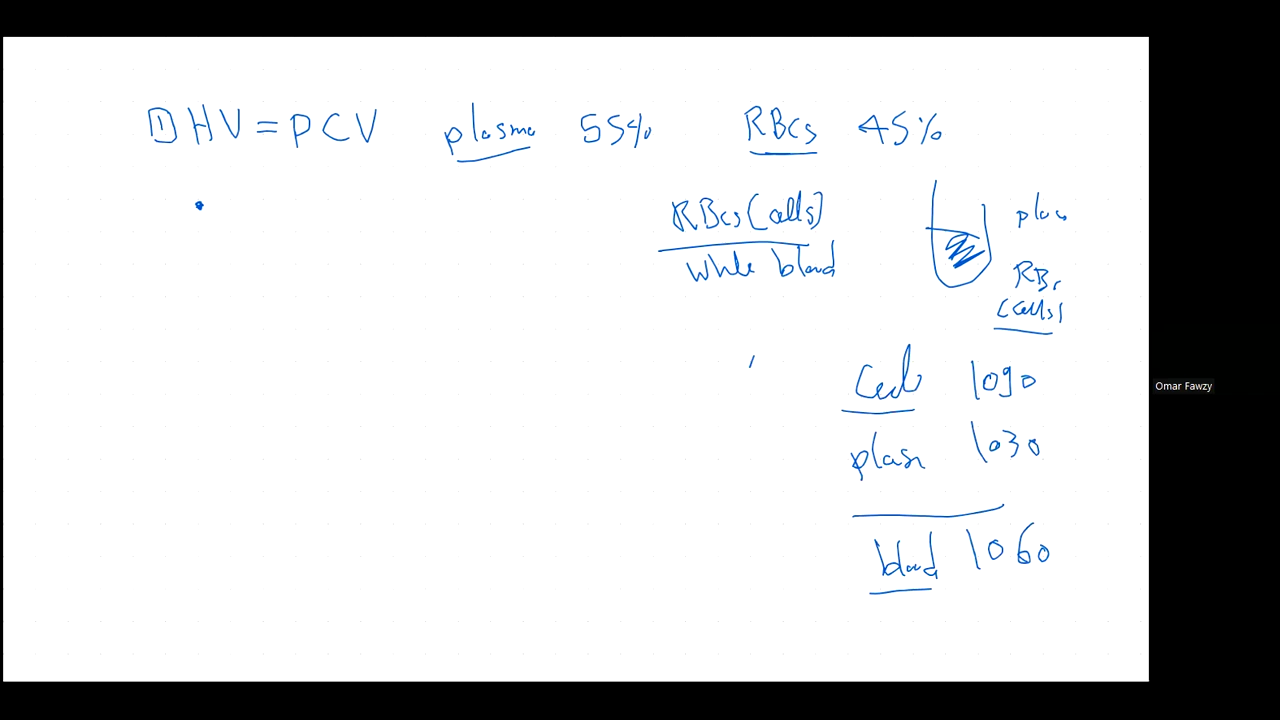 ① HV = PCV plasma 55% RBCs 45%
RBCs (cells)
whole blood
plas
RBC
(cells)
Cell 1090
plasm 1030
blood 1060
Omar Fawzy